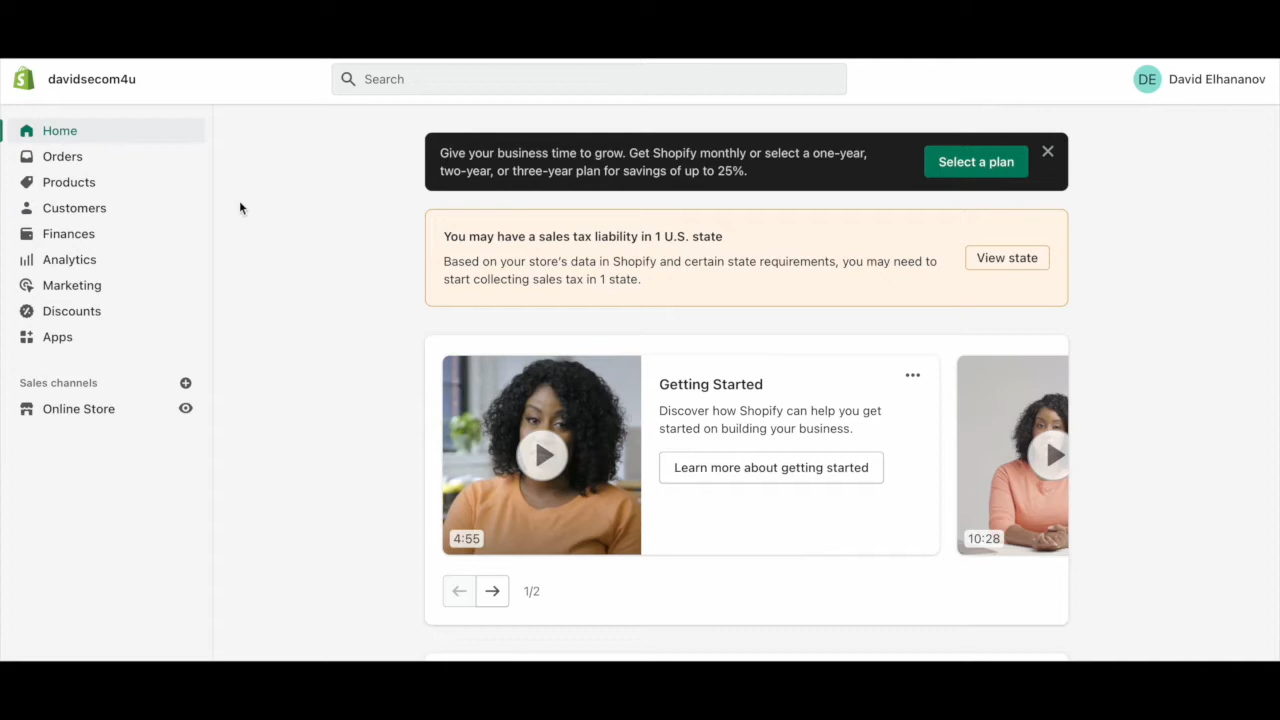 davidsecom4u
Search
DE
David Elhananov
Home
Orders
Products
Customers
Finances
Analytics
Marketing
Discounts
Apps
Sales channels
Online Store
Give your business time to grow. Get Shopify monthly or select a one-year,
two-year, or three-year plan for savings of up to 25%.
Select a plan
You may have a sales tax liability in 1 U.S. state
Based on your store's data in Shopify and certain state requirements, you may need to
start collecting sales tax in 1 state.
View state
Getting Started
Discover how Shopify can help you get
started on building your business.
Learn more about getting started
4:55
10:28
1/2